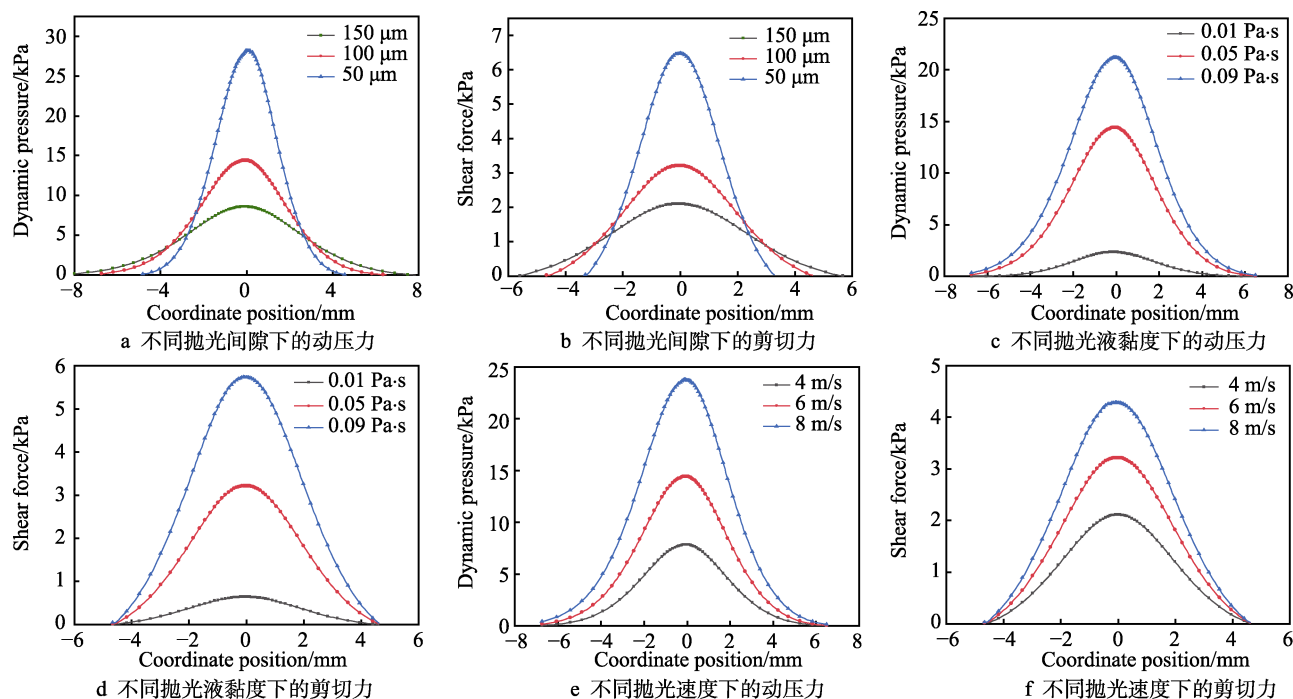 Dynamic pressure/kPa
30
25
20
15
10
5
0
150 μm
100 μm
50 μm
−8 −4 0 4 8
Coordinate position/mm
a 不同抛光间隙下的动压力
Shear force/kPa
7
6
5
4
3
2
1
0
150 μm
100 μm
50 μm
−6 −4 −2 0 2 4 6
Coordinate position/mm
b 不同抛光间隙下的剪切力
Dynamic pressure/kPa
25
20
15
10
5
0
0.01 Pa·s
0.05 Pa·s
0.09 Pa·s
−8 −6 −4 −2 0 2 4 6 8
Coordinate position/mm
c 不同抛光液黏度下的动压力
Shear force/kPa
6
5
4
3
2
1
0
0.01 Pa·s
0.05 Pa·s
0.09 Pa·s
−6 −4 −2 0 2 4 6
Coordinate position/mm
d 不同抛光液黏度下的剪切力
Dynamic pressure/kPa
25
20
15
10
5
0
4 m/s
6 m/s
8 m/s
−8 −6 −4 −2 0 2 4 6 8
Coordinate position/mm
e 不同抛光速度下的动压力
Shear force/kPa
5
4
3
2
1
0
4 m/s
6 m/s
8 m/s
−6 −4 −2 0 2 4 6
Coordinate position/mm
f 不同抛光速度下的剪切力